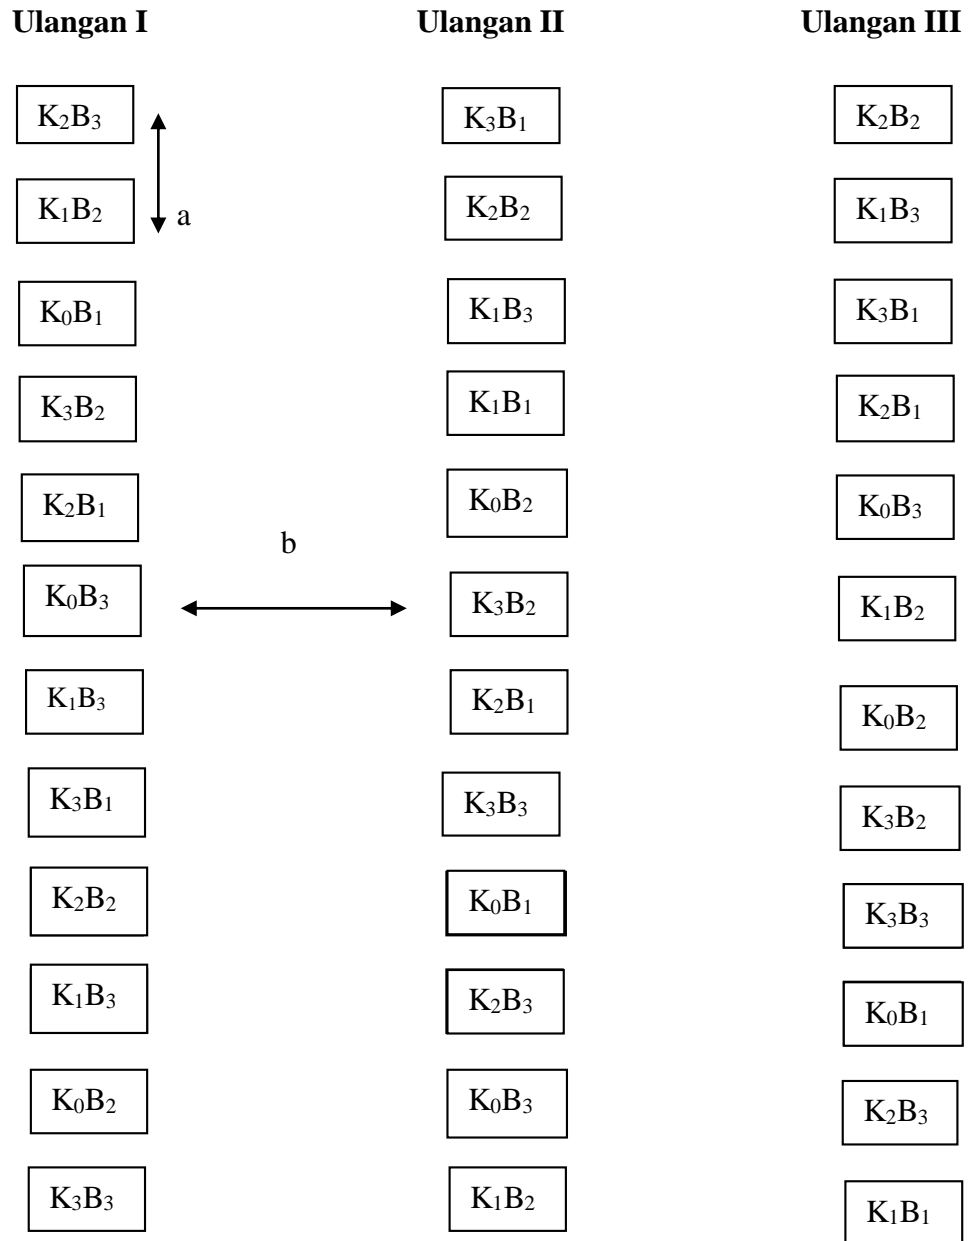 Ulangan I Ulangan II Ulangan III
K₂B₃ K₃B₁ K₂B₂
K₁B₂ a K₂B₂ K₁B₃
K₀B₁ K₁B₃ K₃B₁
K₃B₂ K₁B₁ K₂B₁
K₂B₁ K₀B₂ K₀B₃
b
K₀B₃ K₃B₂ K₁B₂
K₁B₃ K₂B₁ K₀B₂
K₃B₁ K₃B₃ K₃B₂
K₂B₂ K₀B₁ K₃B₃
K₁B₃ K₂B₃ K₀B₁
K₀B₂ K₀B₃ K₂B₃
K₃B₃ K₁B₂ K₁B₁